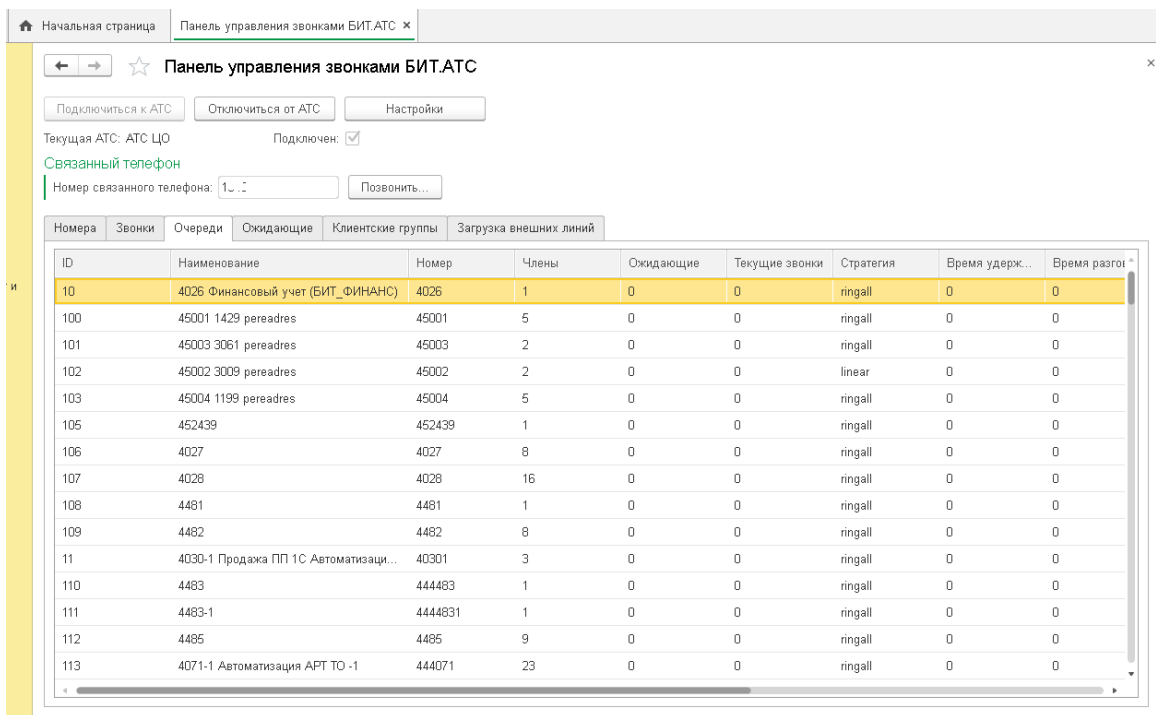 Начальная страница Панель управления звонками БИТ.АТС ×
Панель управления звонками БИТ.АТС
Подключиться к АТС Отключиться от АТС Настройки
Текущая АТС: АТС ЦО Подключен:
Связанный телефон
Номер связанного телефона: Позвонить...
Номера Звонки Очереди Ожидающие Клиентские группы Загрузка внешних линий
ID Наименование Номер Члены Ожидающие Текущие звонки Стратегия Время удерж... Время разгов
и
10 4026 Финансовый учет (БИТ_ФИНАНС) 4026 1 0 0 ringall 0 0
100 45001 1429 pereadres 45001 5 0 0 ringall 0 0
101 45003 3061 pereadres 45003 2 0 0 ringall 0 0
102 45002 3009 pereadres 45002 2 0 0 linear 0 0
103 45004 1199 pereadres 45004 5 0 0 ringall 0 0
105 452439 452439 1 0 0 ringall 0 0
106 4027 4027 8 0 0 ringall 0 0
107 4028 4028 16 0 0 ringall 0 0
108 4481 4481 1 0 0 ringall 0 0
109 4482 4482 8 0 0 ringall 0 0
11 4030-1 Продажа ПП 1С Автоматизаци... 40301 3 0 0 ringall 0 0
110 4483 444483 1 0 0 ringall 0 0
111 4483-1 4444831 1 0 0 ringall 0 0
112 4485 4485 9 0 0 ringall 0 0
113 4071-1 Автоматизация АРТ ТО -1 444071 23 0 0 ringall 0 0